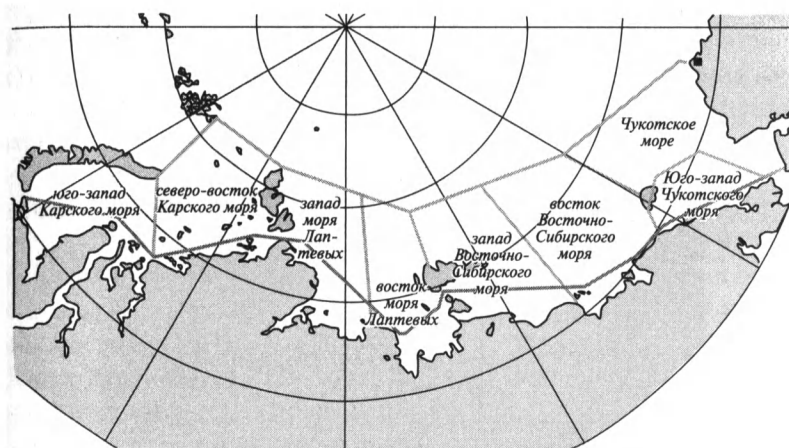 юго-запад
Карского моря
северо-восток
Карского моря
запад
моря
Лап-
тевых
восток
моря
Лаптевых
запад
Восточно-
Сибирского
моря
восток
Восточно-
Сибирского
моря
Чукотское
море
Юго-запад
Чукотского
моря